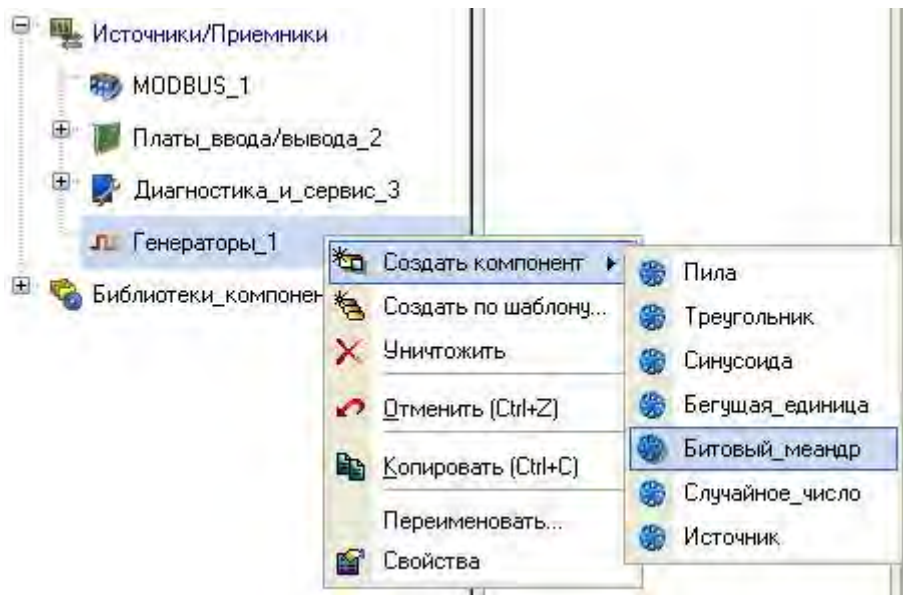 Источники/Приемники
MODBUS_1
Платы_ввода/вывода_2
Диагностика_и_сервис_3
Генераторы_1
Библиотеки_компонен
Создать компонент
Создать по шаблону...
Уничтожить
Отменить (Ctrl+Z)
Копировать (Ctrl+C)
Переименовать...
Свойства
Пила
Треугольник
Синусоида
Бегущая_единица
Битовый_меандр
Случайное_число
Источник